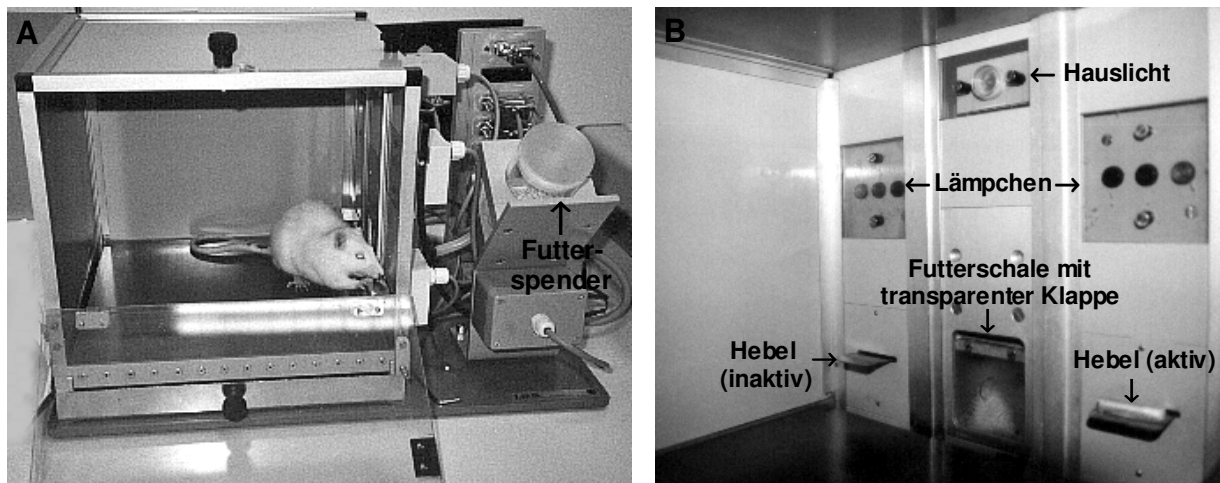 A
Futter-
spender
B
Hauslicht
Lämpchen
Futterschale mit
transparenter Klappe
Hebel
(inaktiv)
Hebel (aktiv)